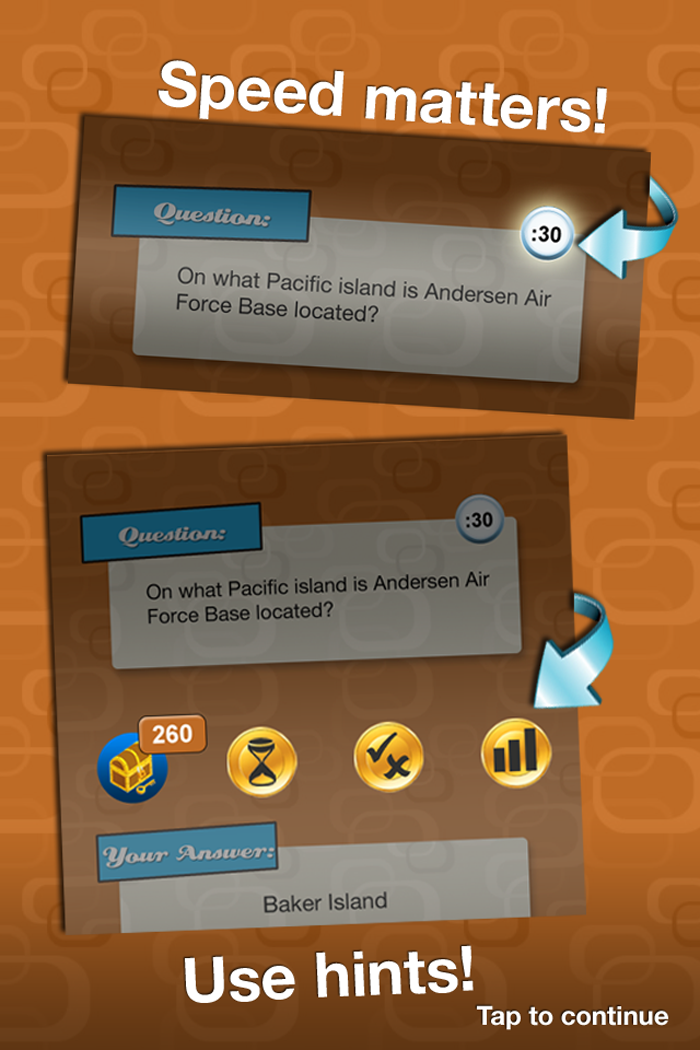 Speed matters!
Question:
:30
On what Pacific island is Andersen Air
Force Base located?
Question:
:30
On what Pacific island is Andersen Air
Force Base located?
260
Your Answer:
Baker Island
Use hints!
Tap to continue